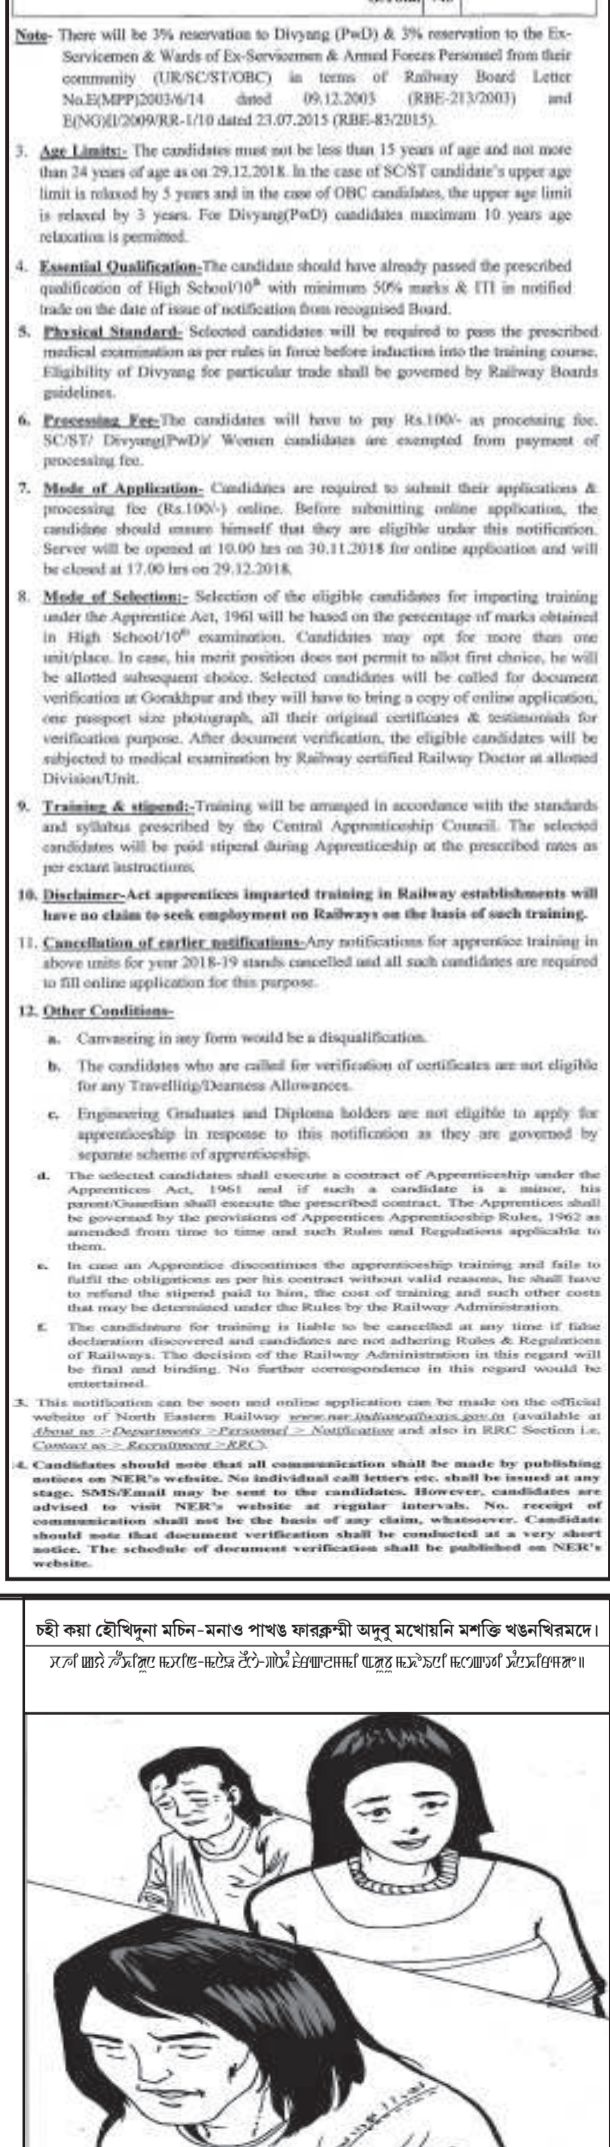 Note- There will be 3% reservation to Divyang (PwD) & 3% reservation to the Ex-
Servicemen & Wards of Ex-Servicemen & Armed Forces Personnel from their
community (UR/SC/ST/OBC) in terms of Railway Board Letter
No.E(MPP)2003/6/14 dated 09.12.2003 (RBE-213/2003) and
E(NG)II/2009/RR-1/10 dated 23.07.2015 (RBE-83/2015).
3. Age Limits:- The candidates must not be less than 15 years of age and not more
than 24 years of age as on 29.12.2018. In the case of SC/ST candidate's upper age
limit is relaxed by 5 years and in the case of OBC candidates, the upper age limit
is relaxed by 3 years. For Divyang(PwD) candidates maximum 10 years age
relaxation is permitted.
4. Essential Qualification-The candidate should have already passed the prescribed
qualification of High School/10th with minimum 50% marks & ITI in notified
trade on the date of issue of notification from recognised Board.
5. Physical Standard- Selected candidates will be required to pass the prescribed
medical examination as per rules in force before induction into the training course.
Eligibility of Divyang for particular trade shall be governed by Railway Boards
guidelines.
6. Processing Fee-The candidates will have to pay Rs.100/- as processing fee.
SC/ST/ Divyang(PwD)/ Women candidates are exempted from payment of
processing fee.
7. Mode of Application- Candidates are required to submit their applications &
processing fee (Rs.100/-) online. Before submitting online application, the
candidate should ensure himself that they are eligible under this notification.
Server will be opened at 10.00 hrs on 30.11.2018 for online application and will
be closed at 17.00 hrs on 29.12.2018.
8. Mode of Selection:- Selection of the eligible candidates for imparting training
under the Apprentice Act, 1961 will be based on the percentage of marks obtained
in High School/10th examination. Candidates may opt for more than one
unit/place. In case, his merit position does not permit to allot first choice, he will
be allotted subsequent choice. Selected candidates will be called for document
verification at Gorakhpur and they will have to bring a copy of online application,
one passport size photograph, all their original certificates & testimonials for
verification purpose. After document verification, the eligible candidates will be
subjected to medical examination by Railway certified Railway Doctor at allotted
Division/Unit.
9. Training & stipend:-Training will be arranged in accordance with the standards
and syllabus prescribed by the Central Apprenticeship Council. The selected
candidates will be paid stipend during Apprenticeship at the prescribed rates as
per extant instructions.
10. Disclaimer-Act apprentices imparted training in Railway establishments will
have no claim to seek employment on Railways on the basis of such training.
11. Cancellation of earlier notifications-Any notifications for apprentice training in
above units for year 2018-19 stands cancelled and all such candidates are required
to fill online application for this purpose.
12. Other Conditions-
a. Canvassing in any form would be a disqualification.
b. The candidates who are called for verification of certificates are not eligible
for any Travelling/Dearness Allowances.
c. Engineering Graduates and Diploma holders are not eligible to apply for
apprenticeship in response to this notification as they are governed by
separate scheme of apprenticeship.
d. The selected candidates shall execute a contract of Apprenticeship under the
Apprentices Act, 1961 and if such a candidate is a minor, his
parent/Guardian shall execute the prescribed contract. The Apprentices shall
be governed by the provisions of Apprentices Apprenticeship Rules, 1962 as
amended from time to time and such Rules and Regulations applicable to
them.
e. In case an Apprentice discontinues the apprenticeship training and fails to
fulfil the obligations as per his contract without valid reasons, he shall have
to refund the stipend paid to him, the cost of training and such other costs
that may be determined under the Rules by the Railway Administration.
f. The candidature for training is liable to be cancelled at any time if false
declaration discovered and candidates are not adhering Rules & Regulations
of Railways. The decision of the Railway Administration in this regard will
be final and binding. No further correspondence in this regard would be
entertained.
3. This notification can be seen and online application can be made on the official
website of North Eastern Railway www.ner.indianrailways.gov.in (available at
About us >Departments >Personnel > Notification and also in RRC Section i.e.
Contact us > Recruitment >RRC).
4. Candidates should note that all communication shall be made by publishing
notices on NER's website. No individual call letters etc. shall be issued at any
stage. SMS/Email may be sent to the candidates. However, candidates are
advised to visit NER's website at regular intervals. No. receipt of
communication shall not be the basis of any claim, whatsoever. Candidate
should note that document verification shall be conducted at a very short
notice. The schedule of document verification shall be published on NER's
website.
চহী কয়া হৌখিদুনা মচিন-মনাও পাখঙ ফারক্লম্মী অদুবু মখোয়নি মশক্তি খঙনখিরমদে।